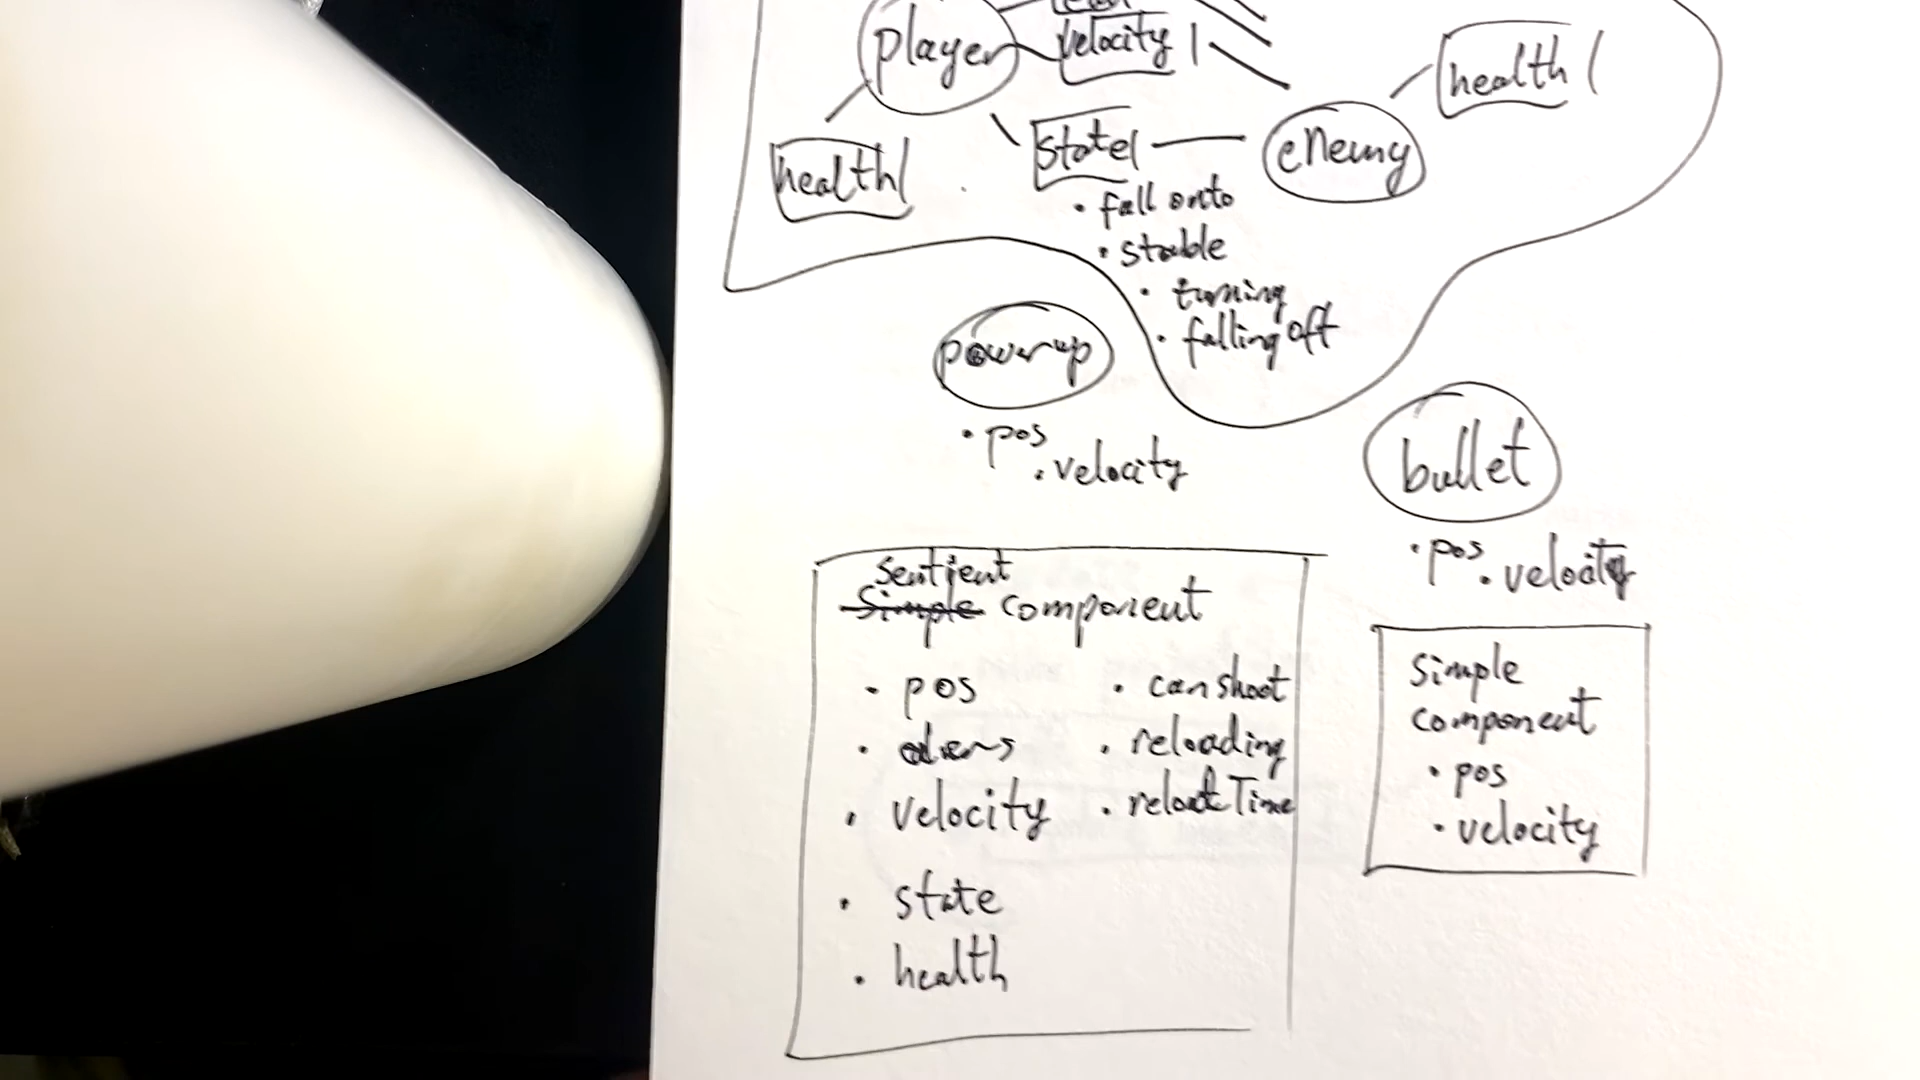 player
velocity
health
health
state
enemy
• fall onto
• stable
• turning
• falling off
powerup
• pos
• velocity
bullet
• pos
• velocity
sentient
simple component
• pos
• velocity
• state
• health
• can shoot
• reloading
simple
component
• pos
• velocity